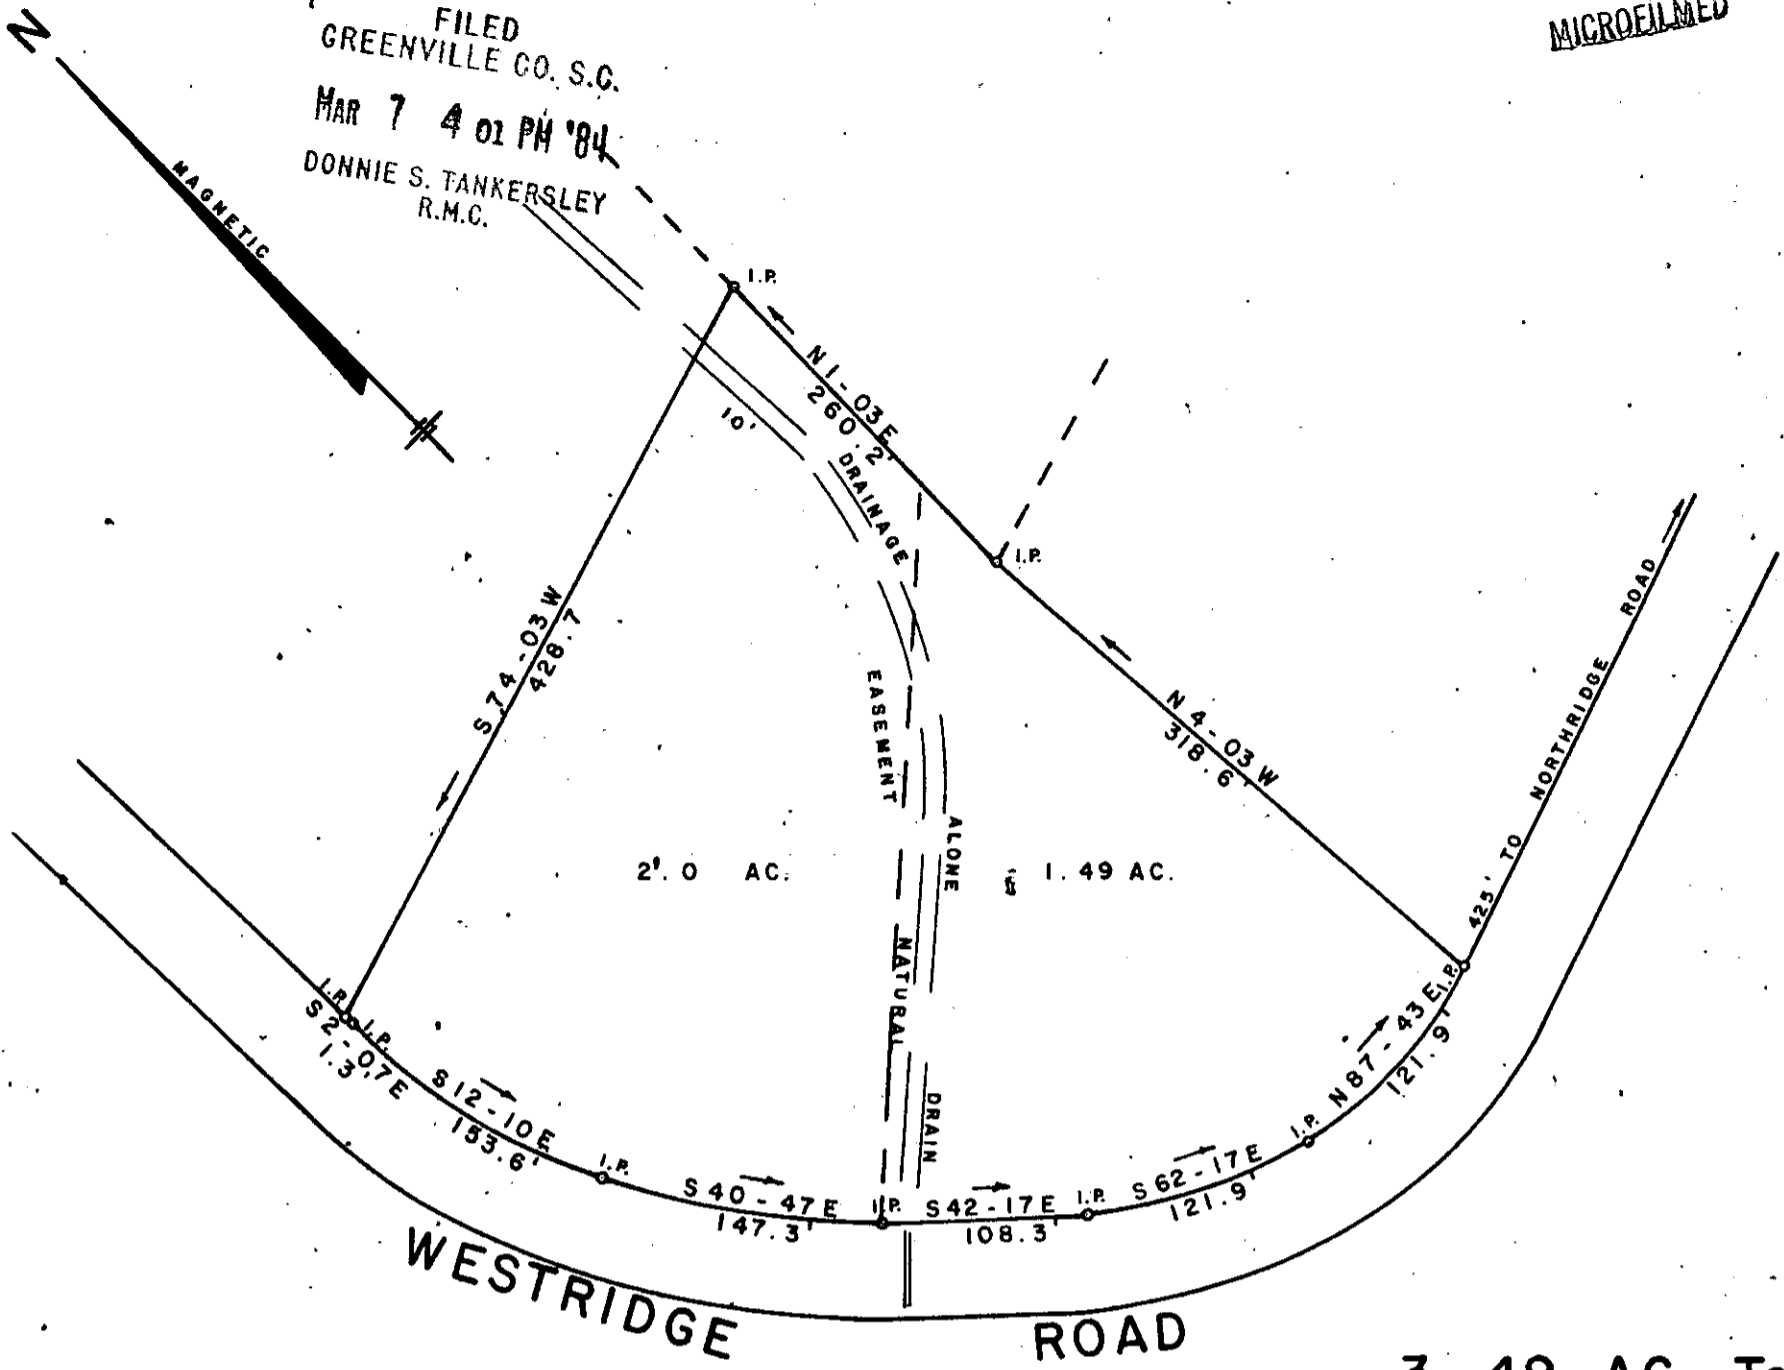 N
MAGNETIC
FILED
GREENVILLE CO. S.C.
MAR 7 4 01 PM '84
DONNIE S. TANKERSLEY
R.M.C.
MICROFILMED
I.P.
N 1-03 E
260.2'
10'
DRAINAGE
EASEMENT
ALONE
NATURAL
DRAIN
I.P.
S 74-03 W
428.7
N 4-03 W
318.6'
2.0 AC.
1.49 AC.
425' TO NORTHRIDGE ROAD
I.P.
I.P.
S 2-07 E
1.3'
S 12-10 E
153.6'
I.P.
S 40-47 E
147.3'
I.P.
S 42-17 E
108.3'
I.P.
S 62-17 E
121.9'
I.P.
N 87-43 E
121.9'
I.P.
WESTRIDGE ROAD